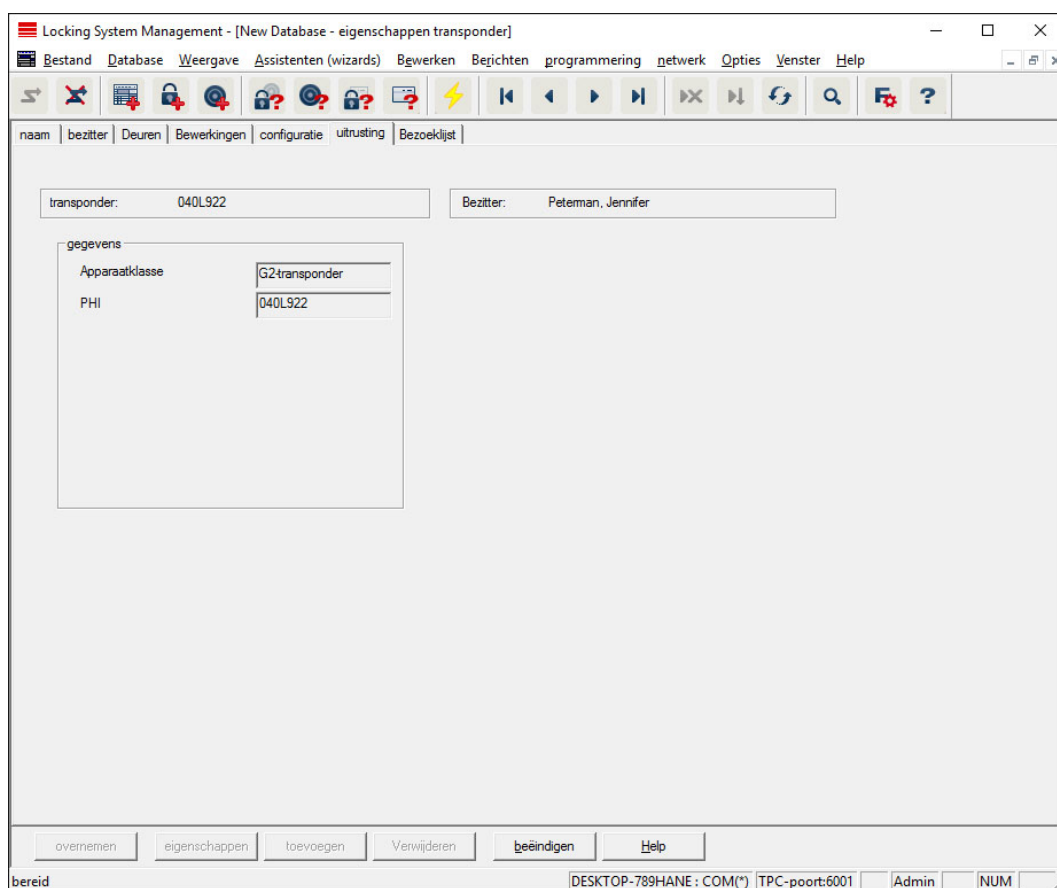 Locking System Management - [New Database - eigenschappen transponder]
Bestand Database Weergave Assistenten (wizards) Bewerken Berichten programmering netwerk Opties Venster Help
naam bezitter Deuren Bewerkingen configuratie uitrusting Bezoeklijst
transponder: 040L922 Bezitter: Peterman, Jennifer
gegevens
Apparaatklasse G2-transponder
PHI 040L922
overnemen eigenschappen toevoegen Verwijderen beëindigen Help
bereid DESKTOP-789HANE : COM(*) TPC-poort:6001 Admin NUM